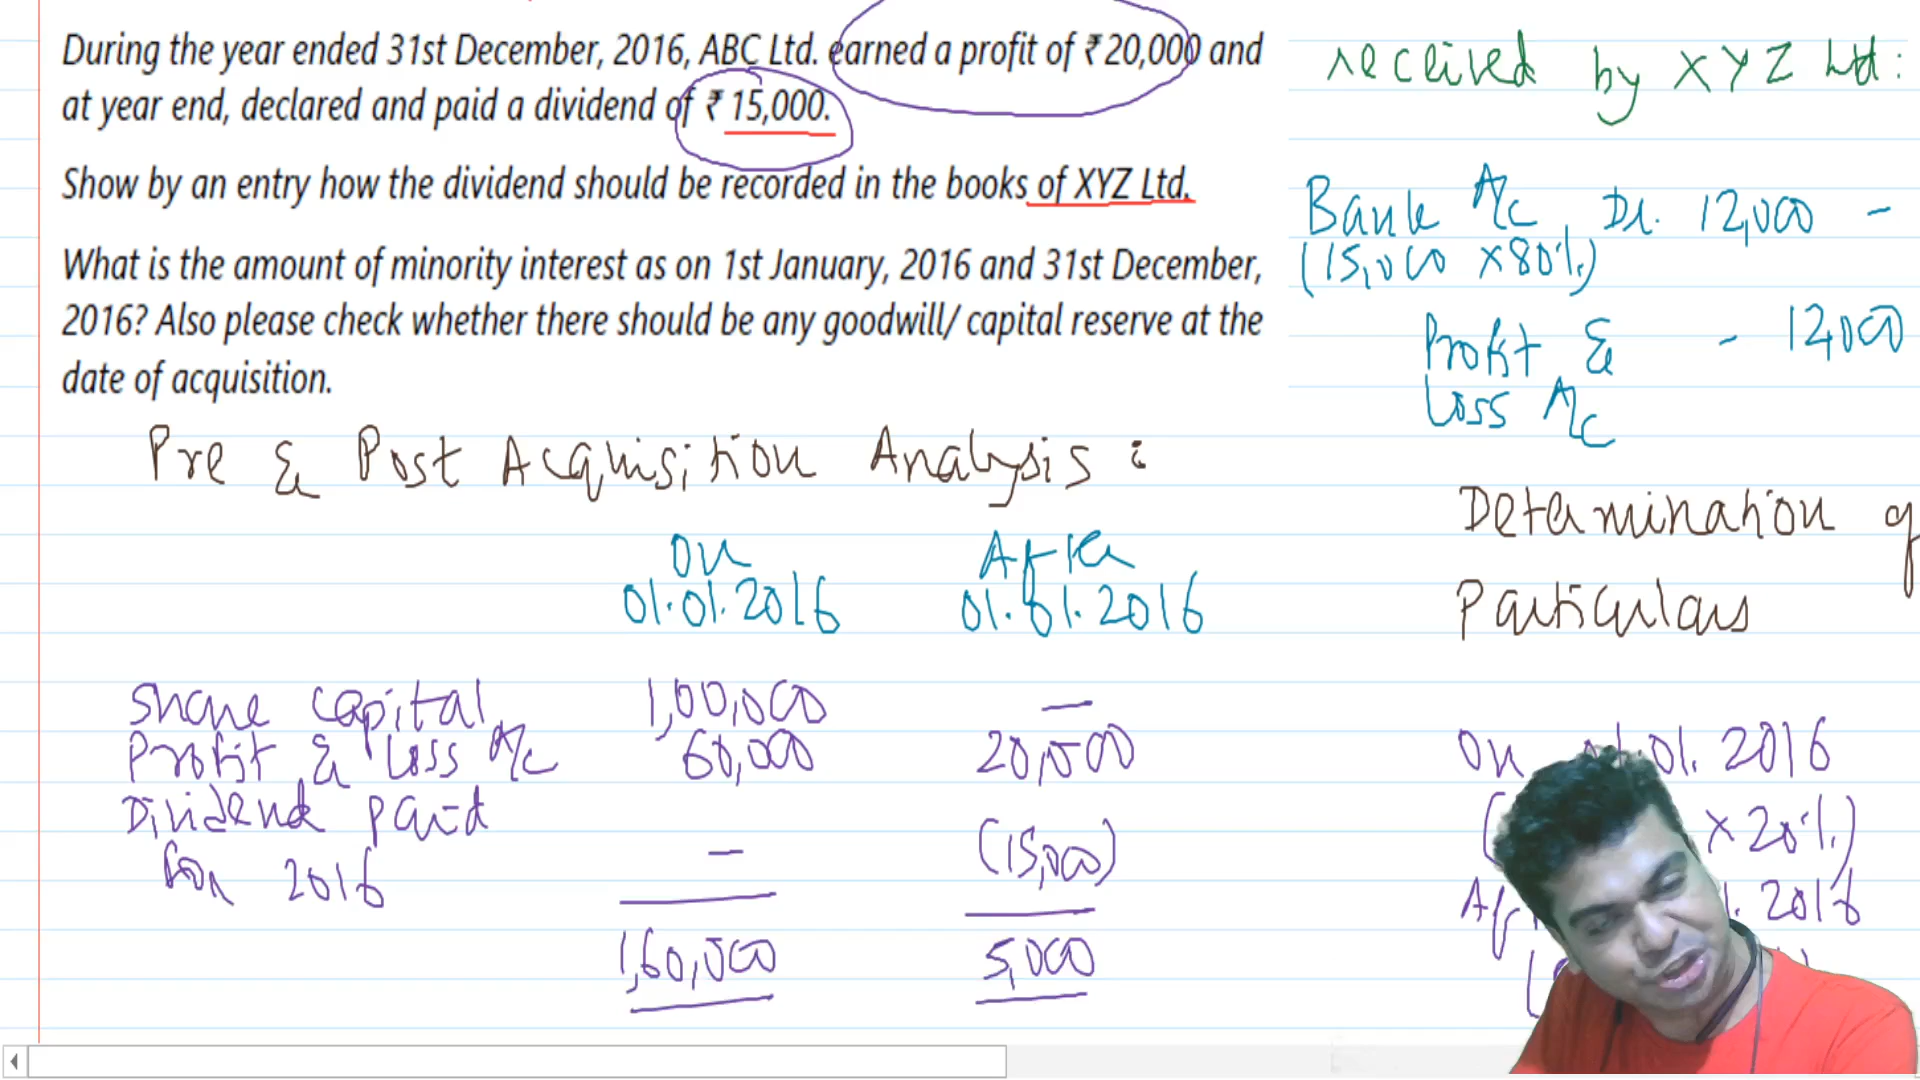 During the year ended 31st December, 2016, ABC Ltd. earned a profit of ₹ 20,000 and
at year end, declared and paid a dividend of ₹ 15,000.
Show by an entry how the dividend should be recorded in the books of XYZ Ltd.
What is the amount of minority interest as on 1st January, 2016 and 31st December,
2016? Also please check whether there should be any goodwill/ capital reserve at the
date of acquisition.
Pre & Post Acquisition Analysis :
On After
01.01.2016 01.01.2016
Share capital 1,00,000 —
Profit & Loss A/c 60,000 20,000
Dividend paid
for 2016 — (15,000)
1,60,000 5,000
received by XYZ Ltd:
Bank A/c Dr. 12,000 -
(15,000 x80%)
Profit & - 12,000
Loss A/c
Determination of
Particulars
On 01.01.2016
( x 20%)
2016